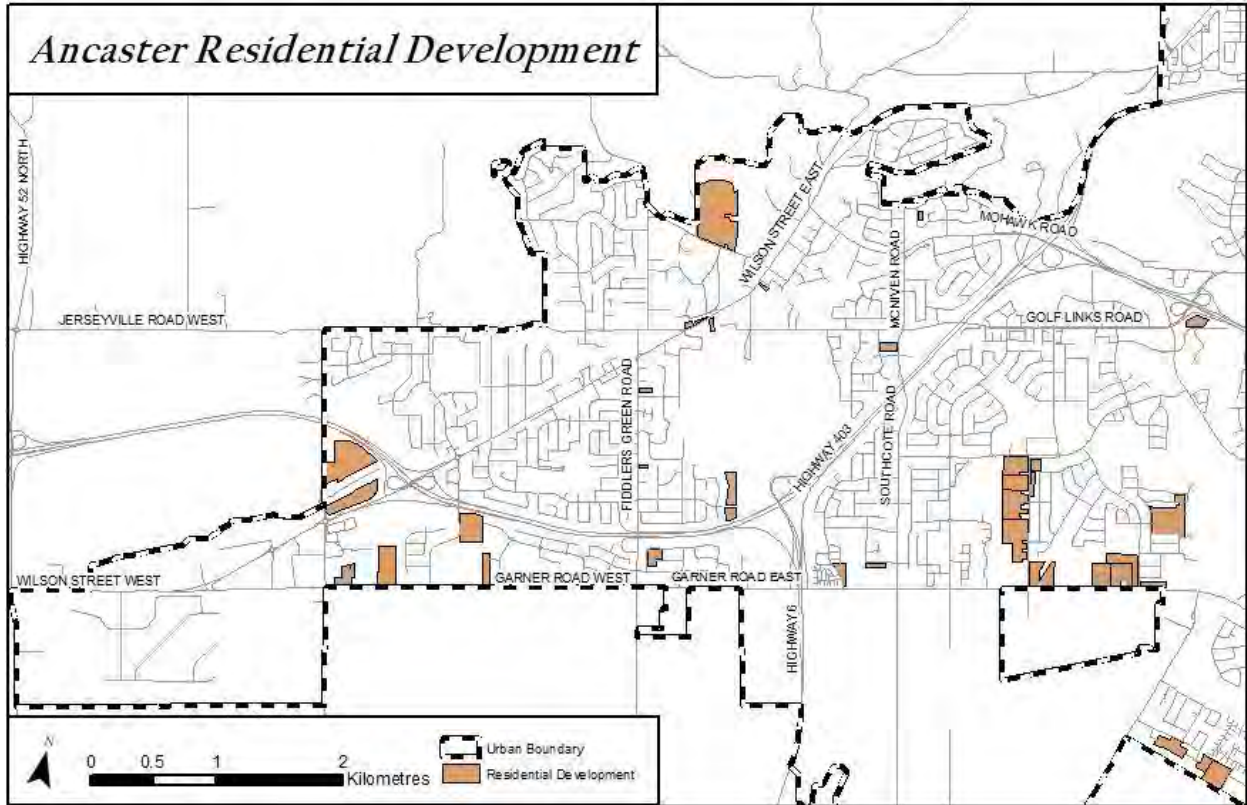 Ancaster Residential Development
HIGHWAY 52 NORTH
WILSON STREET EAST
MOHAWK ROAD
MCNIVEN ROAD
JERSEYVILLE ROAD WEST
GOLF LINKS ROAD
FIDDLERS GREEN ROAD
HIGHWAY 403
SOUTHCOTE ROAD
WILSON STREET WEST
GARNER ROAD WEST
GARNER ROAD EAST
HIGHWAY 6
N
0 0.5 1 2
Kilometres
Urban Boundary
Residential Development